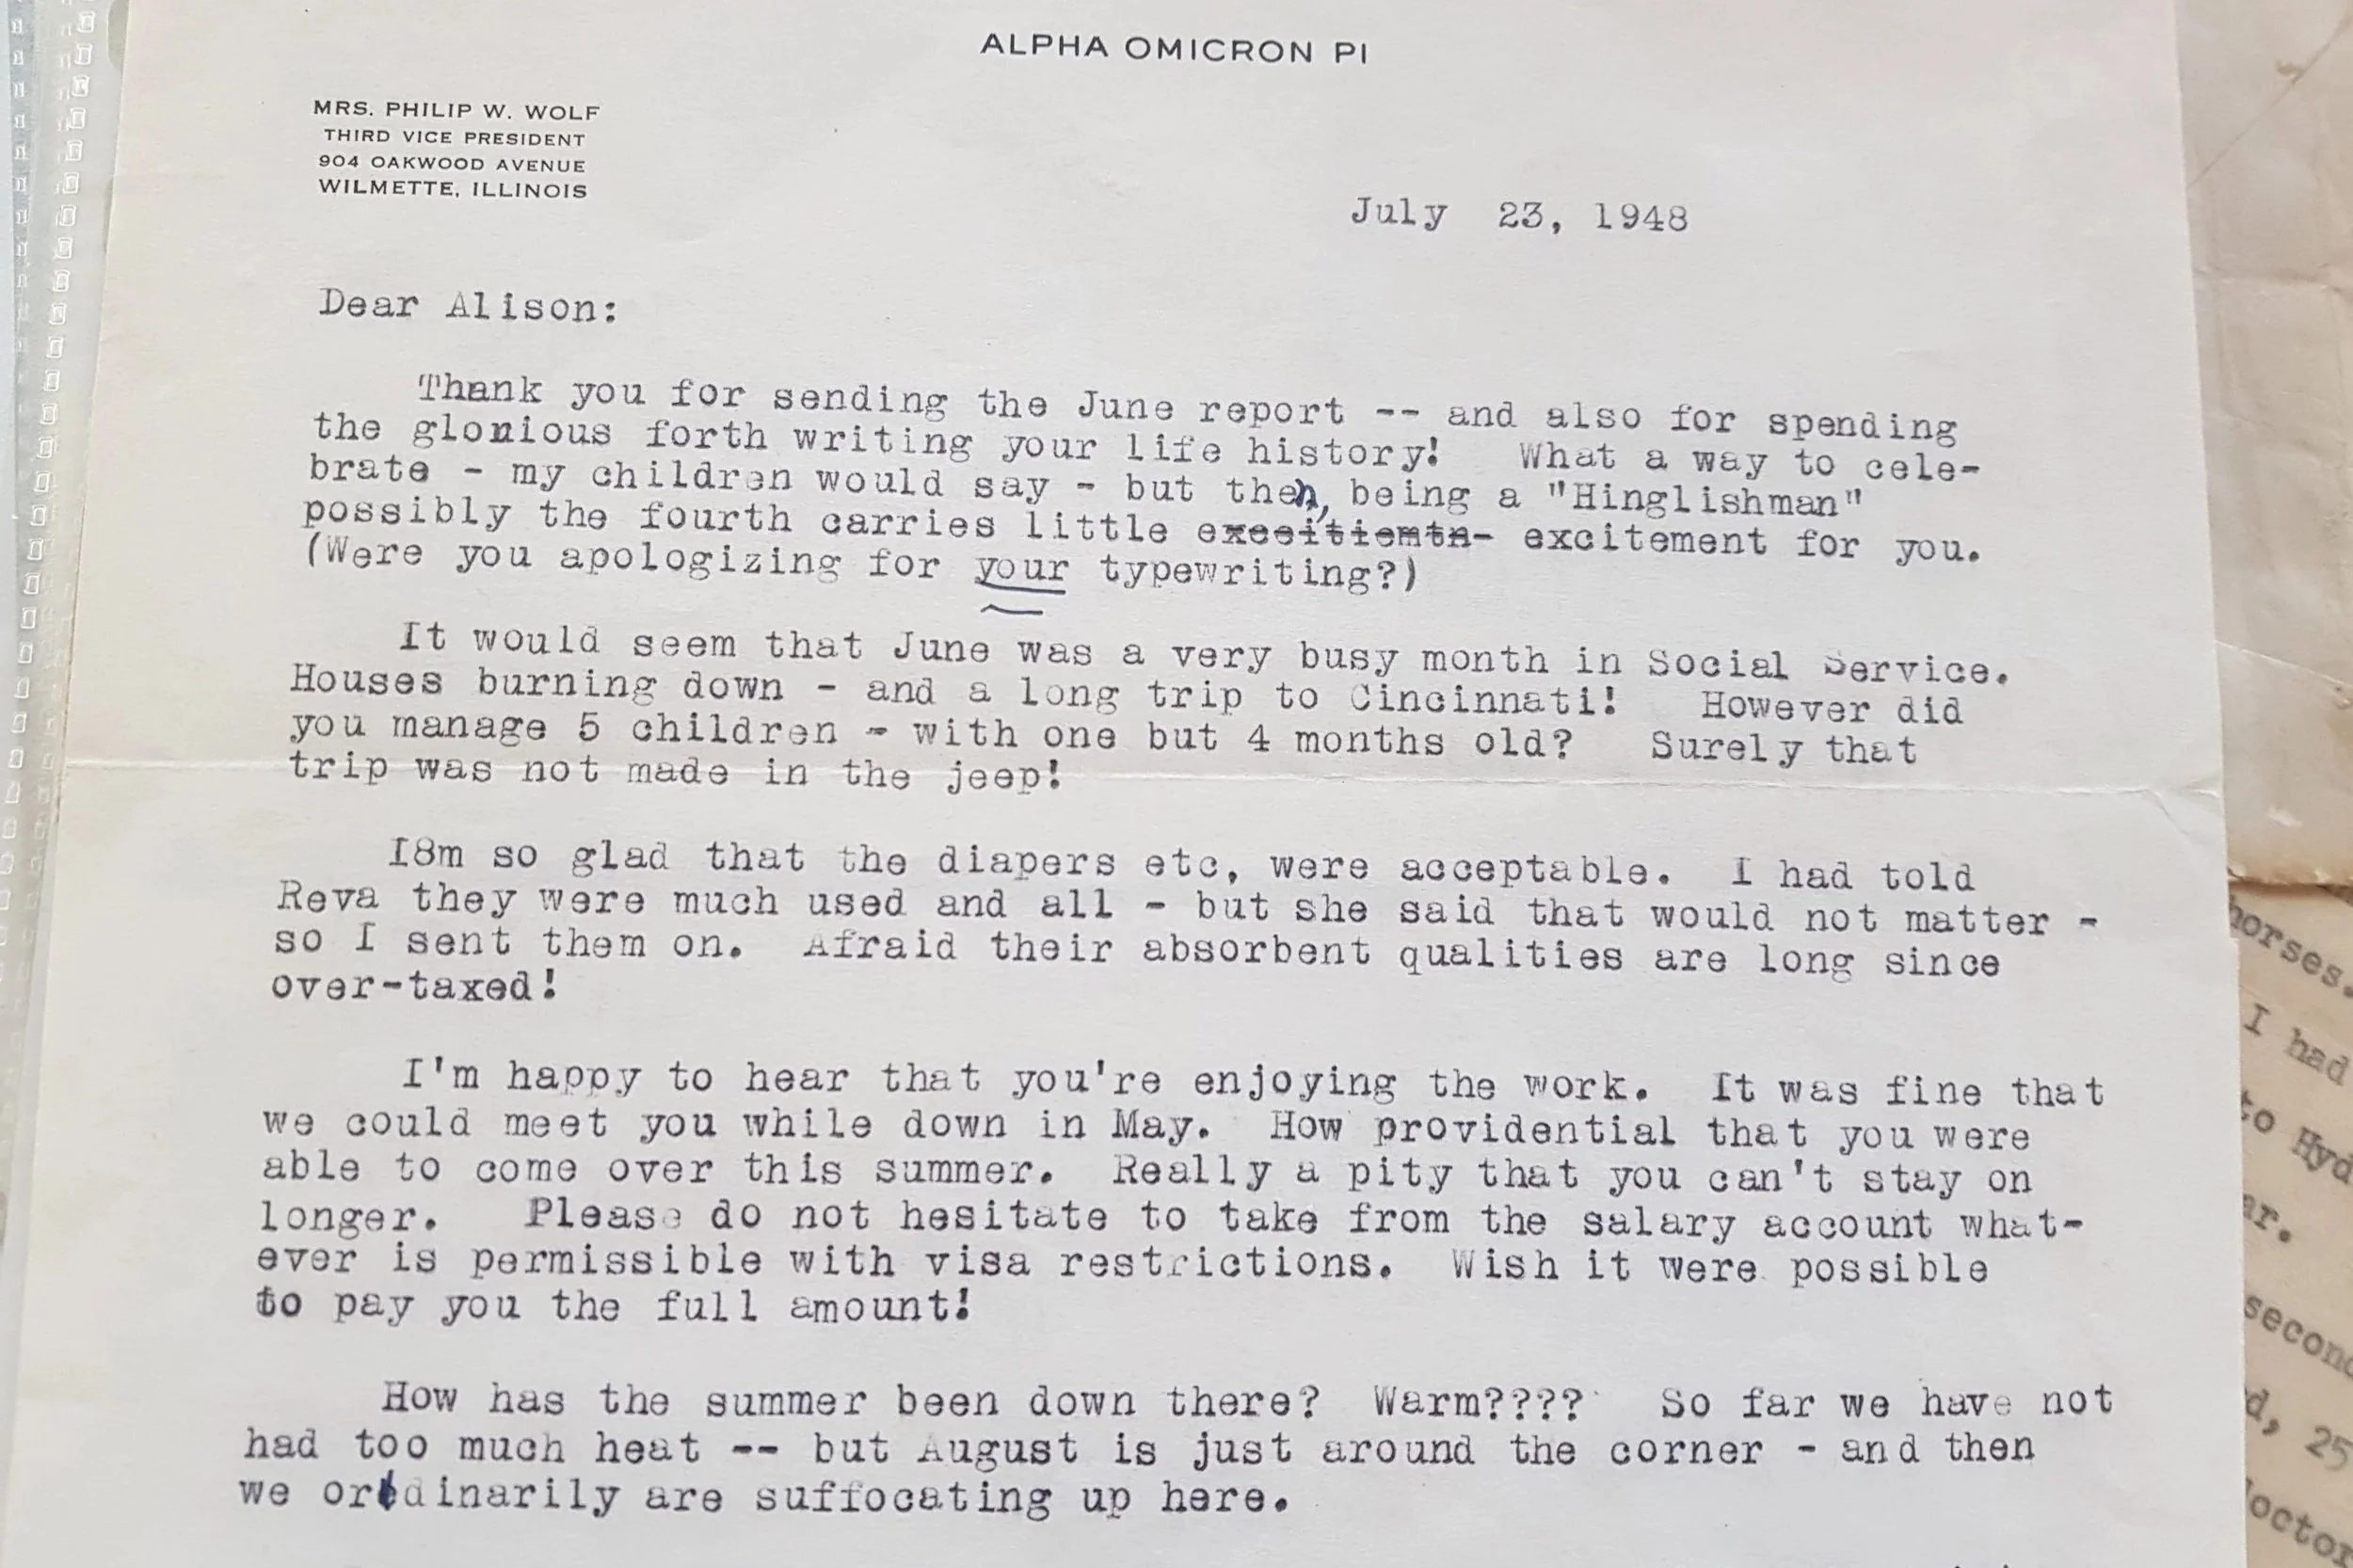 ALPHA OMICRON PI
MRS. PHILIP W. WOLF
THIRD VICE PRESIDENT
904 OAKWOOD AVENUE
WILMETTE, ILLINOIS
July 23, 1948
Dear Alison:
Thank you for sending the June report -- and also for spending
the glorious forth writing your life history! What a way to cele-
brate - my children would say - but then, being a "Hinglishman"
possibly the fourth carries little exceitiemtn- excitement for you.
(Were you apologizing for your typewriting?)
It would seem that June was a very busy month in Social Service.
Houses burning down - and a long trip to Cincinnati! However did
you manage 5 children - with one but 4 months old? Surely that
trip was not made in the jeep!
I8m so glad that the diapers etc, were acceptable. I had told
Reva they were much used and all - but she said that would not matter -
so I sent them on. Afraid their absorbent qualities are long since
over-taxed!
I'm happy to hear that you're enjoying the work. It was fine that
we could meet you while down in May. How providential that you were
able to come over this summer. Really a pity that you can't stay on
longer. Please do not hesitate to take from the salary account what-
ever is permissible with visa restrictions. Wish it were possible
to pay you the full amount!
How has the summer been down there? Warm???? So far we have not
had too much heat -- but August is just around the corner - and then
we ordinarily are suffocating up here.
horses.
I had
to Hyd
ar.
second
d, 25
doctor